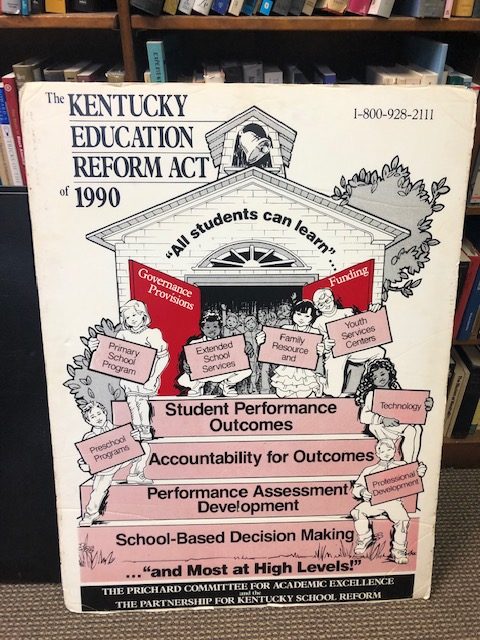 The KENTUCKY
EDUCATION
REFORM ACT
of 1990
1-800-928-2111
"All students can learn"...
Governance
Provisions
Funding
Primary
School
Program
Extended
School
Services
Family
Resource
and
Youth
Services
Centers
Student Performance
Outcomes
Technology
Preschool
Programs
Accountability for Outcomes
Performance Assessment
Development
Professional
Development
School-Based Decision Making
..."and Most at High Levels!"
THE PRICHARD COMMITTEE FOR ACADEMIC EXCELLENCE
and the
THE PARTNERSHIP FOR KENTUCKY SCHOOL REFORM